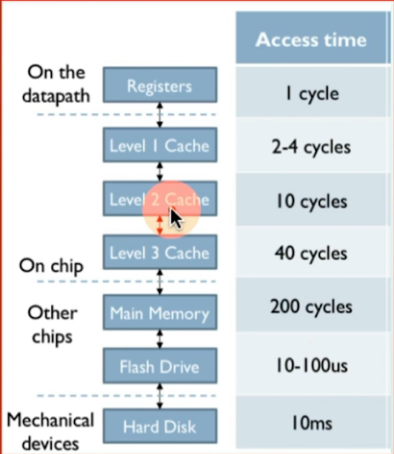 Access time
On the
datapath
Registers
1 cycle
Level 1 Cache
2-4 cycles
Level 2 Cache
10 cycles
Level 3 Cache
40 cycles
On chip
Other
chips
Main Memory
200 cycles
Flash Drive
10-100us
Mechanical
devices
Hard Disk
10ms